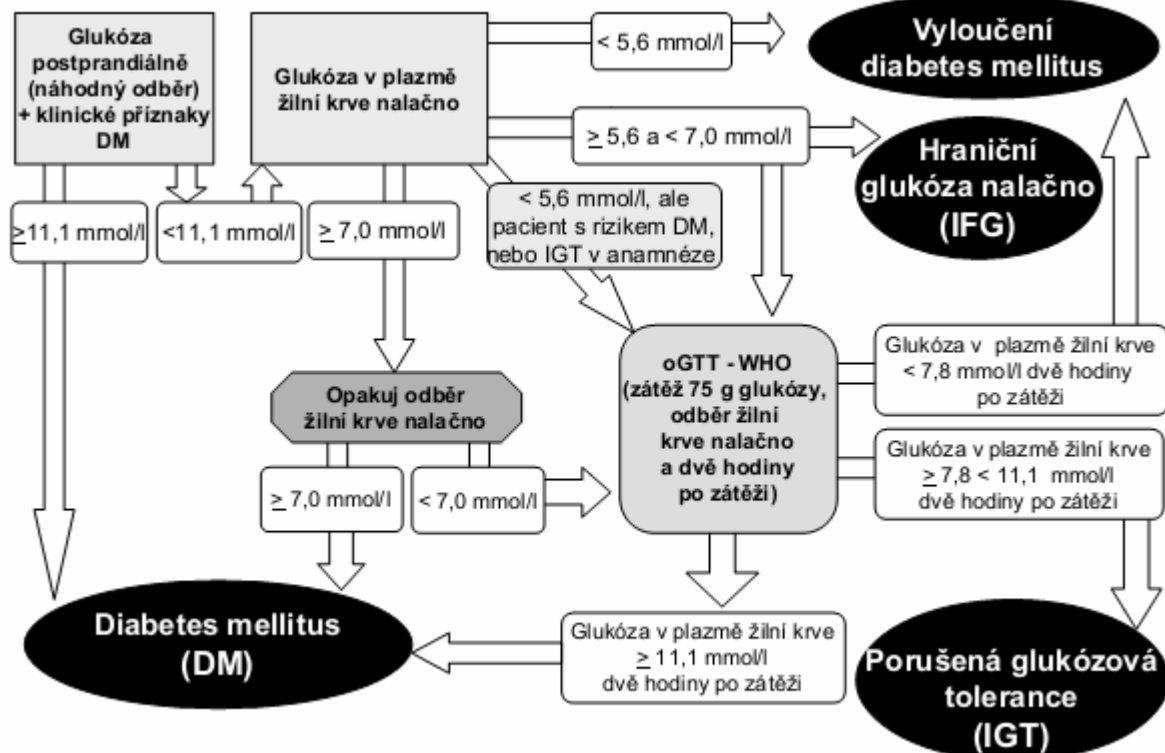 Glukóza
postprandiálně
(náhodný odběr)
+ klinické příznaky
DM
Glukóza v plazmě
žilní krve nalačno
< 5,6 mmol/l
Vyloučení
diabetes mellitus
≥ 5,6 a < 7,0 mmol/l
Hraniční
glukóza nalačno
(IFG)
≥11,1 mmol/l
<11,1 mmol/l
≥ 7,0 mmol/l
< 5,6 mmol/l, ale
pacient s rizikem DM,
nebo IGT v anamnéze
oGTT - WHO
(zátěž 75 g glukózy,
odběr žilní
krve nalačno
a dvě hodiny
po zátěži)
Glukóza v plazmě žilní krve
< 7,8 mmol/l dvě hodiny
po zátěži
Opakuj odběr
žilní krve nalačno
Glukóza v plazmě žilní krve
≥ 7,8 < 11,1 mmol/l
dvě hodiny po zátěži
≥ 7,0 mmol/l
< 7,0 mmol/l
Diabetes mellitus
(DM)
Glukóza v plazmě žilní krve
≥ 11,1 mmol/l
dvě hodiny po zátěži
Porušená glukózová
tolerance
(IGT)